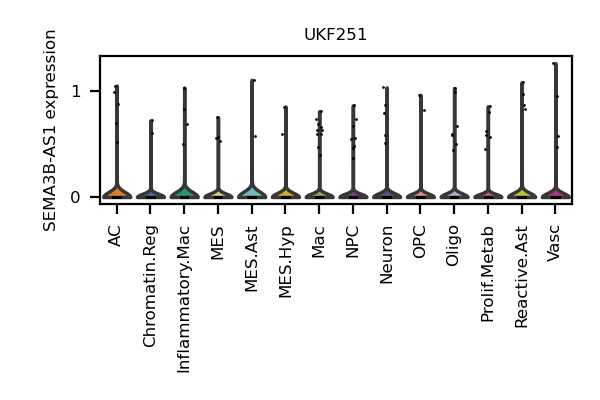 UKF251
SEMA3B-AS1 expression
1
0
AC
Chromatin.Reg
Inflammatory.Mac
MES
MES.Ast
MES.Hyp
Mac
NPC
Neuron
OPC
Oligo
Prolif.Metab
Reactive.Ast
Vasc